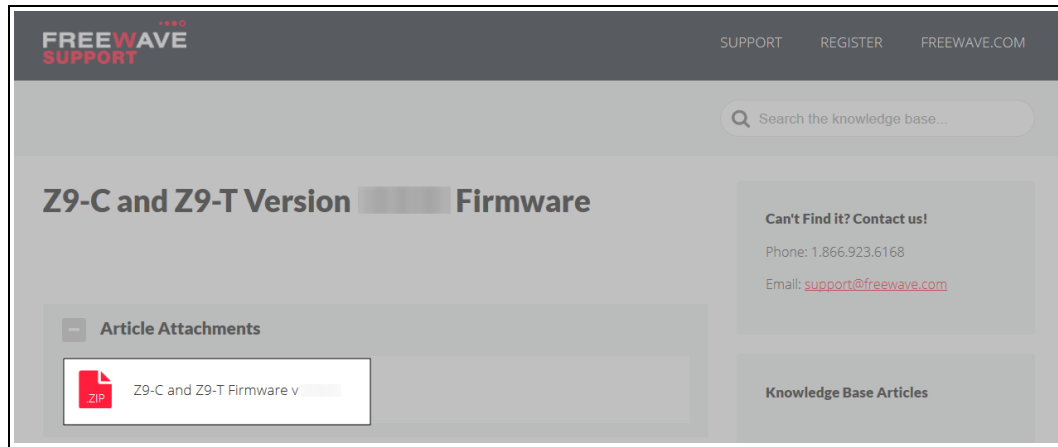 FREEWAVE
SUPPORT
SUPPORT REGISTER FREEWAVE.COM
Search the knowledge base...
Z9-C and Z9-T Version Firmware
Can't Find it? Contact us!
Phone: 1.866.923.6168
Email: support@freewave.com
Article Attachments
.ZIP
Z9-C and Z9-T Firmware v
Knowledge Base Articles